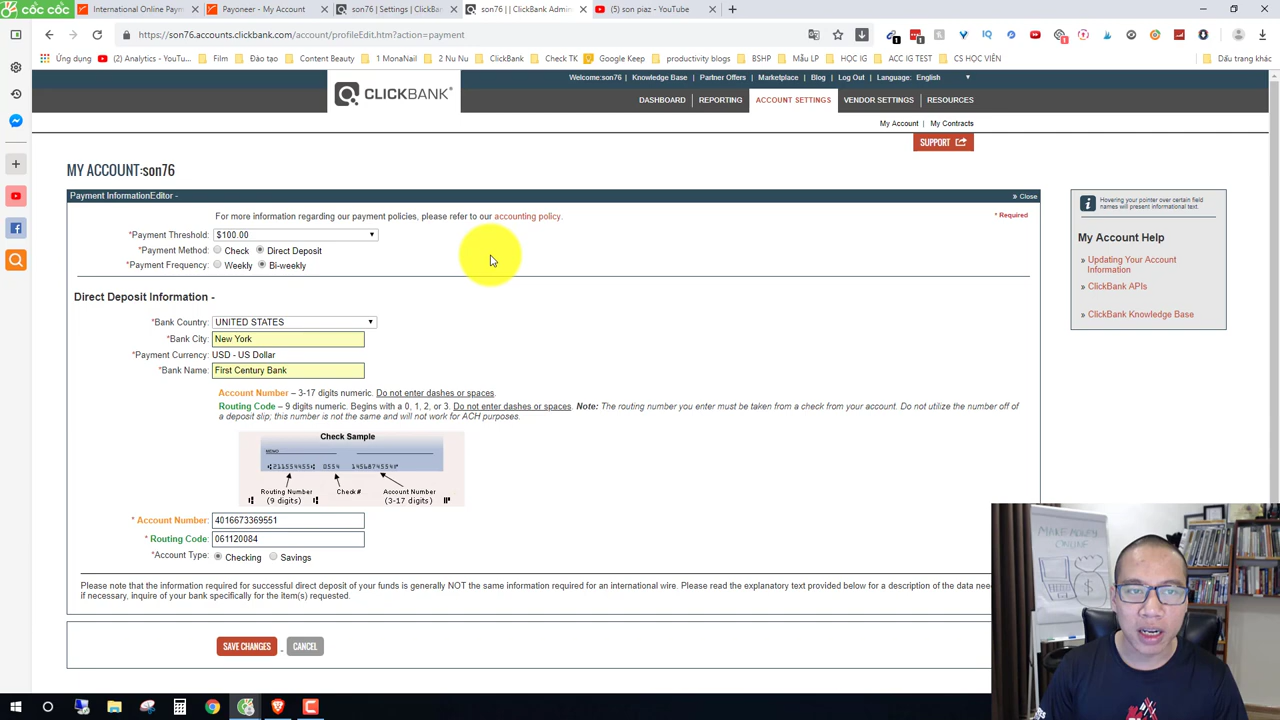 cốc cốc
International Online Paym
Payoneer - My Account
son76 | Settings | ClickBan
son76 | | ClickBank Admin
(5) son piaz - YouTube
https://son76.accounts.clickbank.com/account/profileEdit.htm?action=payment
Ứng dụng
(2) Analytics - YouTu...
Film
Đào tạo
Content Beauty
1 MonaNail
2 Nu Nu
ClickBank
Check TK
Google Keep
productivity blogs
BSHP
Mẫu LP
HOC IG
ACC IG TEST
CS HỌC VIÊN
Dấu trang khác
Welcome:son76 | Knowledge Base | Partner Offers | Marketplace | Blog | Log Out | Language: English
CLICKBANK
DASHBOARD REPORTING ACCOUNT SETTINGS VENDOR SETTINGS RESOURCES
My Account | My Contracts
SUPPORT
MY ACCOUNT:son76
Payment InformationEditor -
» Close
For more information regarding our payment policies, please refer to our accounting policy.
* Required
*Payment Threshold: $100.00
*Payment Method: Check Direct Deposit
*Payment Frequency: Weekly Bi-weekly
Direct Deposit Information -
*Bank Country: UNITED STATES
*Bank City: New York
*Payment Currency: USD - US Dollar
*Bank Name: First Century Bank
Account Number – 3-17 digits numeric. Do not enter dashes or spaces.
Routing Code – 9 digits numeric. Begins with a 0, 1, 2, or 3. Do not enter dashes or spaces. Note: The routing number you enter must be taken from a check from your account. Do not utilize the number off of
a deposit slip; this number is not the same and will not work for ACH purposes.
Check Sample
MEMO
211554455 0554 14568745541
Routing Number
(9 digits)
Check#
Account Number
(3-17 digits)
* Account Number: 4016673369551
* Routing Code: 061120084
*Account Type: Checking Savings
Please note that the information required for successful direct deposit of your funds is generally NOT the same information required for an international wire. Please read the explanatory text provided below for a description of the data nee
if necessary, inquire of your bank specifically for the item(s) requested.
SAVE CHANGES
CANCEL
Hovering your pointer over certain field
names will present informational text.
My Account Help
» Updating Your Account
Information
» ClickBank APIs
» ClickBank Knowledge Base
MAKE MONEY
ONLINE